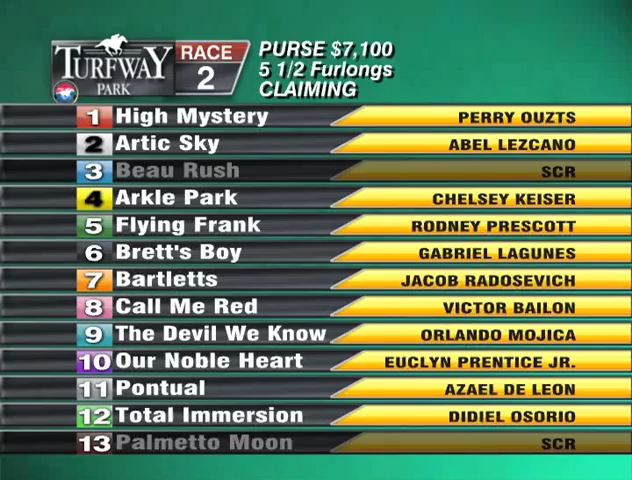 TURFWAY
PARK
RACE
2
PURSE $7,100
5 1/2 Furlongs
CLAIMING
1 High Mystery PERRY OUZTS
2 Artic Sky ABEL LEZCANO
3 Beau Rush SCR
4 Arkle Park CHELSEY KEISER
5 Flying Frank RODNEY PRESCOTT
6 Brett's Boy GABRIEL LAGUNES
7 Bartletts JACOB RADOSEVICH
8 Call Me Red VICTOR BAILON
9 The Devil We Know ORLANDO MOJICA
10 Our Noble Heart EUCLYN PRENTICE JR.
11 Pontual AZAEL DE LEON
12 Total Immersion DIDIEL OSORIO
13 Palmetto Moon SCR